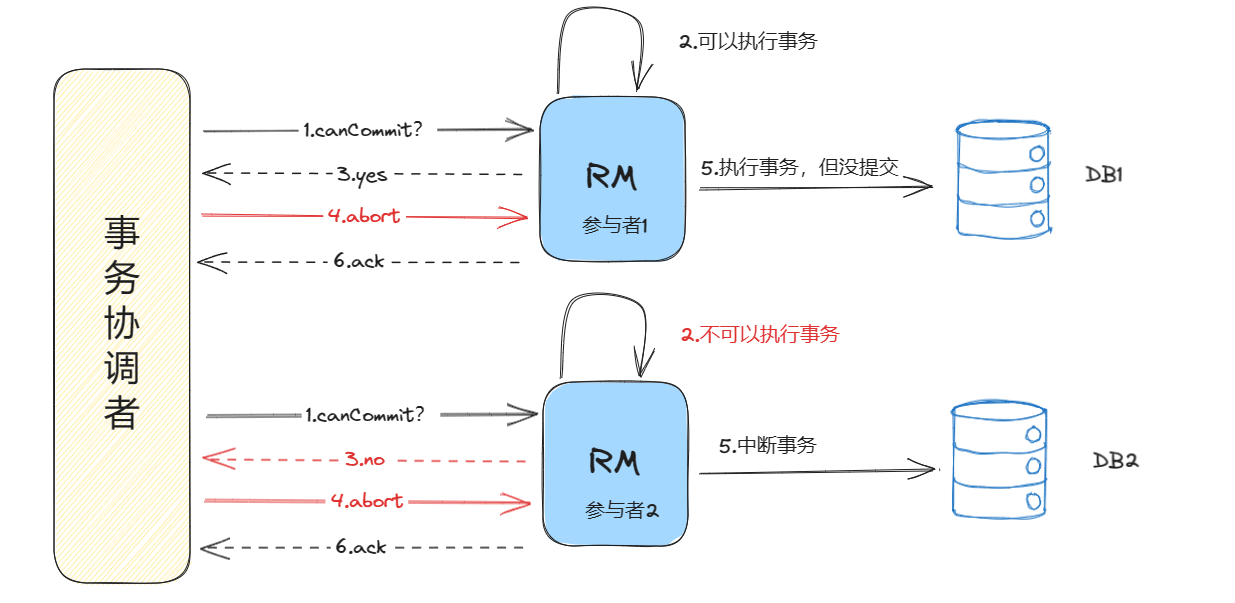 事务协调者
2.可以执行事务
1.canCommit?
3.yes
4.abort
6.ack
RM
参与者1
5.执行事务，但没提交
DB1
2.不可以执行事务
1.canCommit?
3.no
4.abort
6.ack
RM
参与者2
5.中断事务
DB2